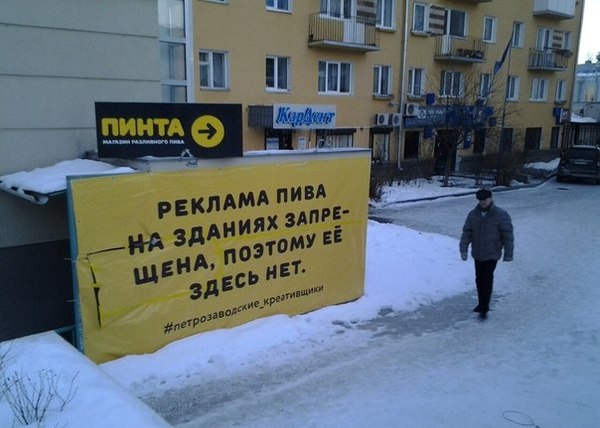 ПИНТА
МАГАЗИН РАЗЛИВНОГО ПИВА
КарДент
РЕКЛАМА ПИВА
НА ЗДАНИЯХ ЗАПРЕ-
ЩЕНА, ПОЭТОМУ ЕЁ
ЗДЕСЬ НЕТ.
#петрозаводские_креативщики